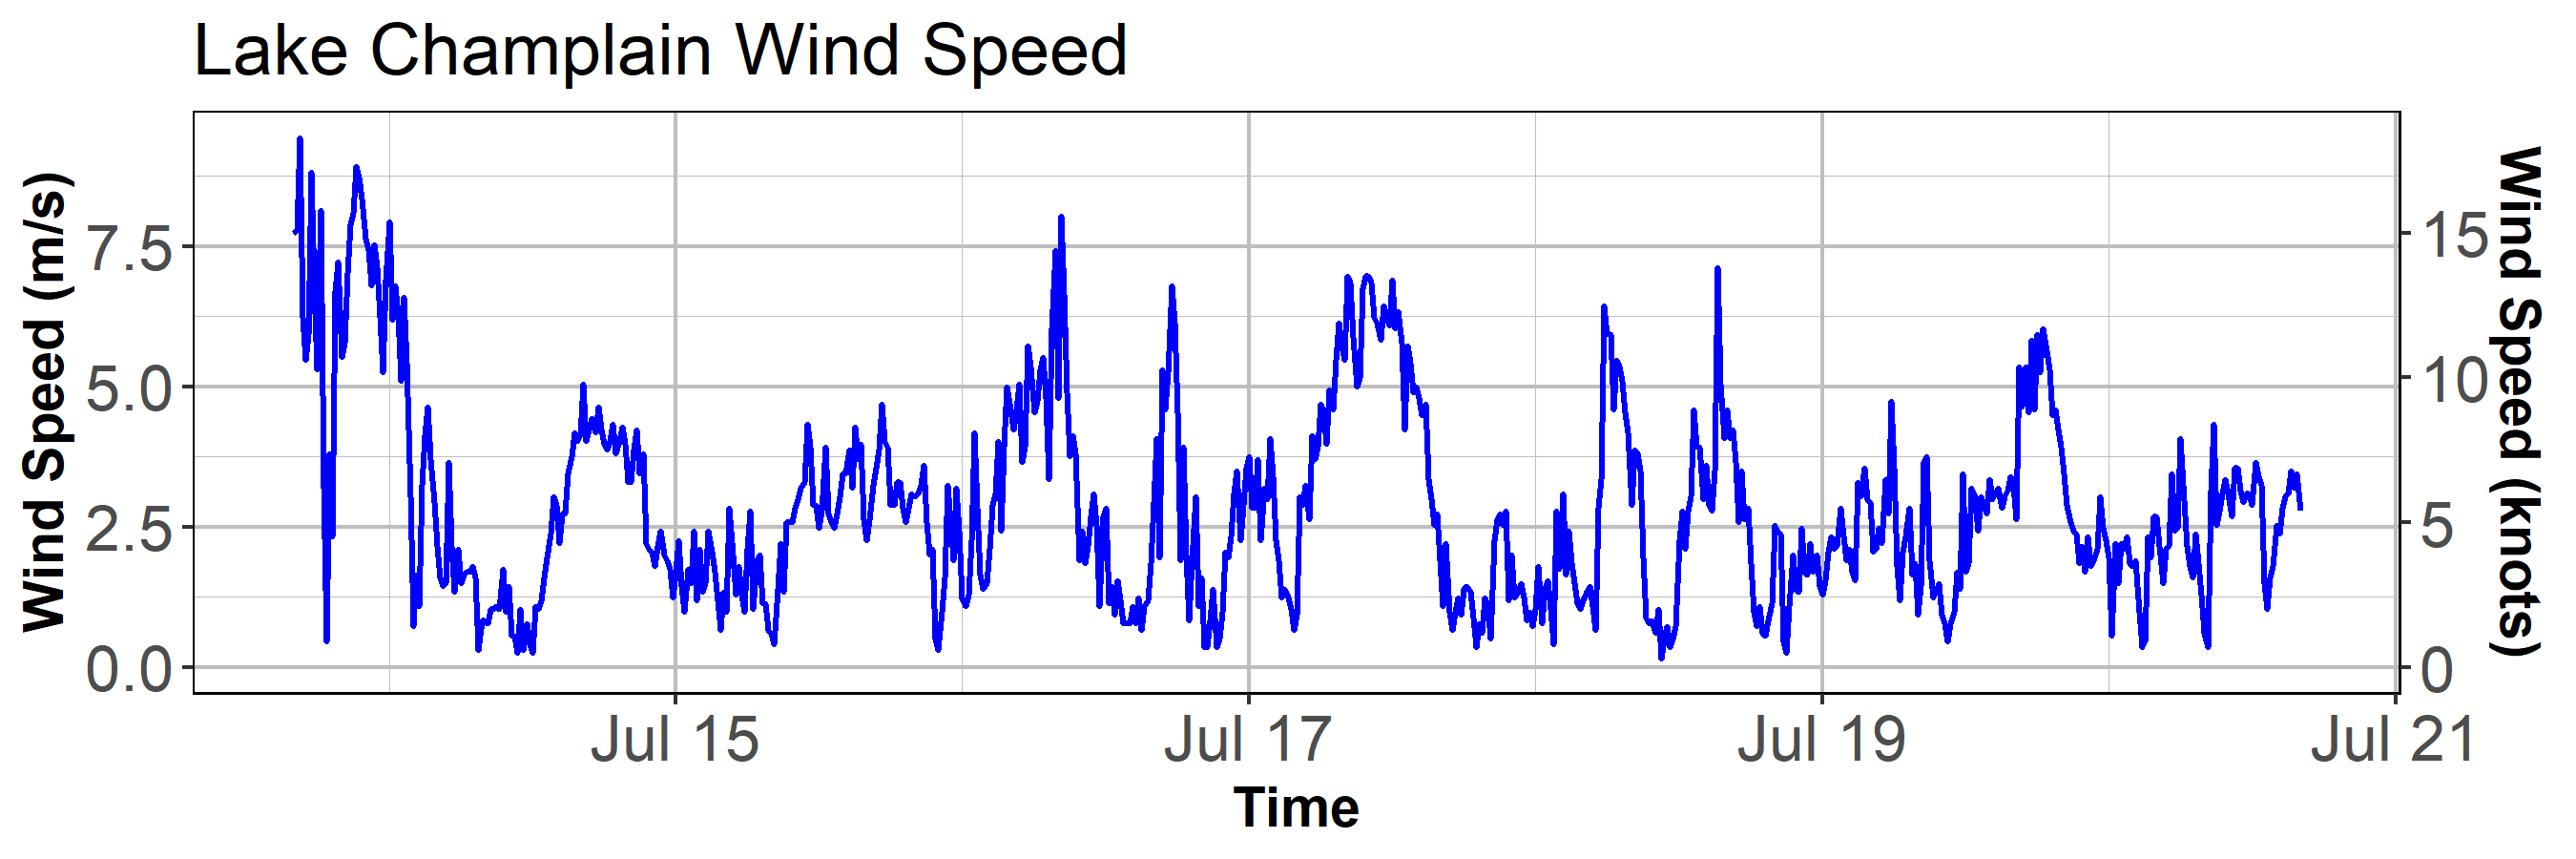 Lake Champlain Wind Speed
Wind Speed (m/s)
7.5
5.0
2.5
0.0
15
10
5
0
Wind Speed (knots)
Jul 15
Jul 17
Jul 19
Jul 21
Time